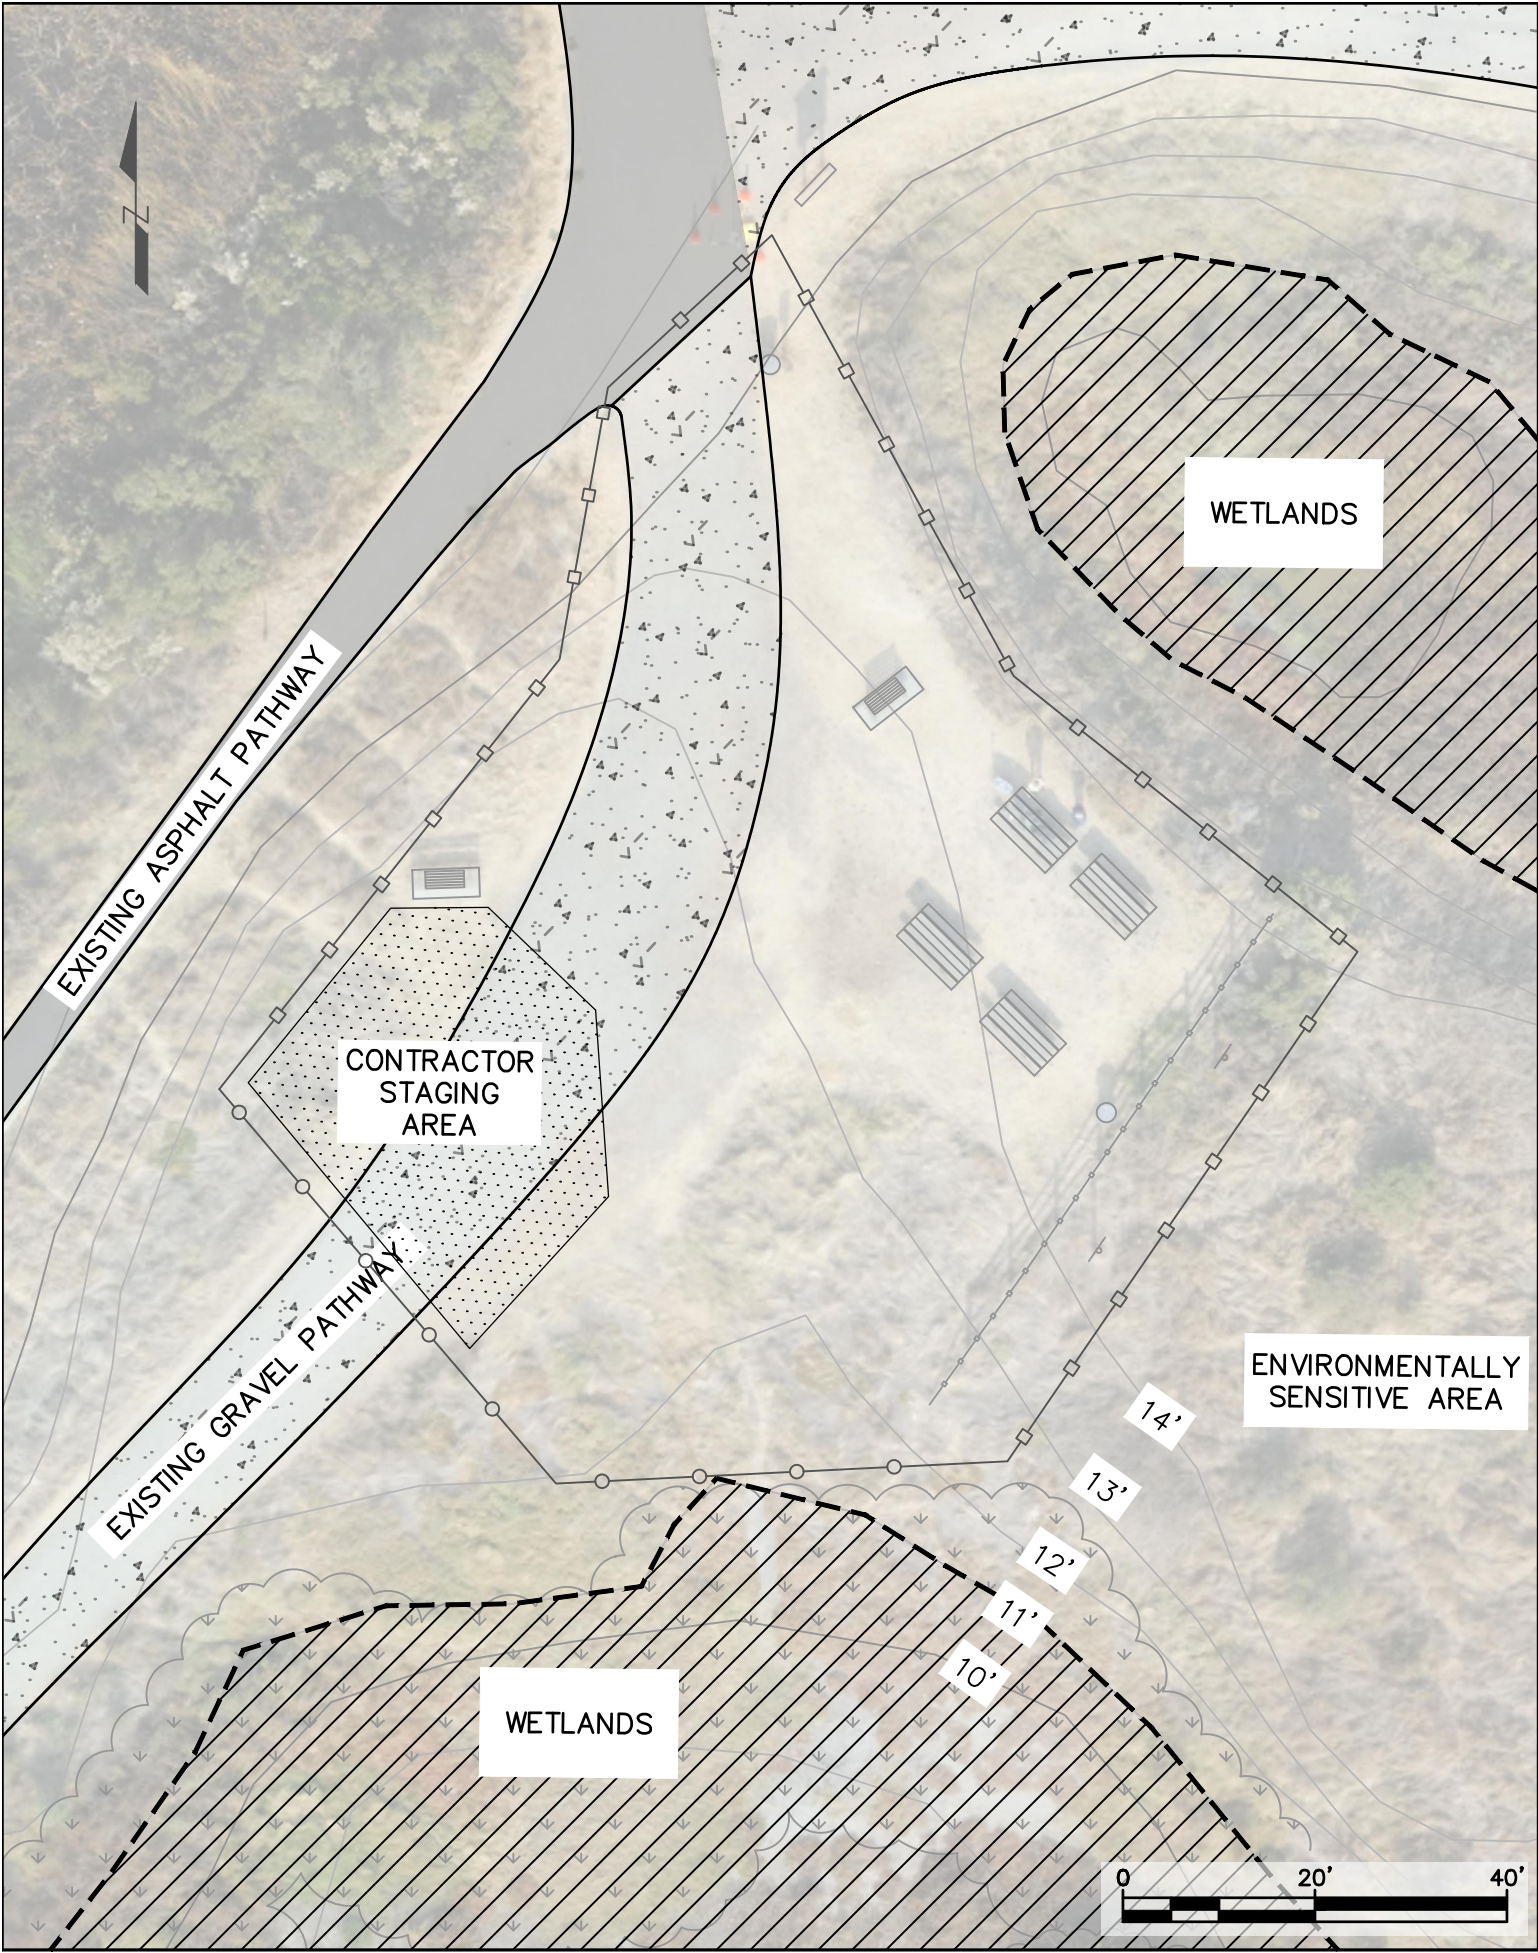 Z
WETLANDS
EXISTING ASPHALT PATHWAY
CONTRACTOR
STAGING
AREA
EXISTING GRAVEL PATHWAY
ENVIRONMENTALLY
SENSITIVE AREA
14'
13'
12'
11'
10'
WETLANDS
0 20' 40'